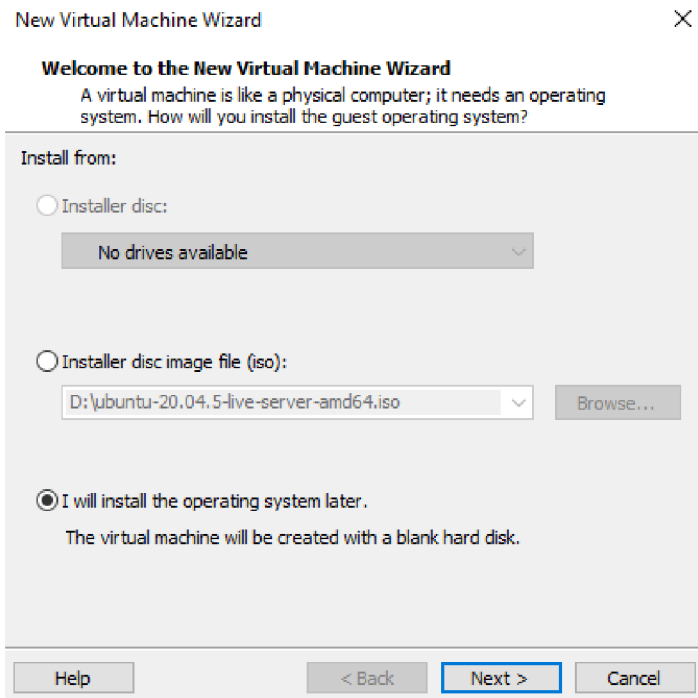 New Virtual Machine Wizard
Welcome to the New Virtual Machine Wizard
A virtual machine is like a physical computer; it needs an operating
system. How will you install the guest operating system?
Install from:
Installer disc:
No drives available
Installer disc image file (iso):
D:\ubuntu-20.04.5-live-server-amd64.iso
Browse...
I will install the operating system later.
The virtual machine will be created with a blank hard disk.
Help
< Back
Next >
Cancel